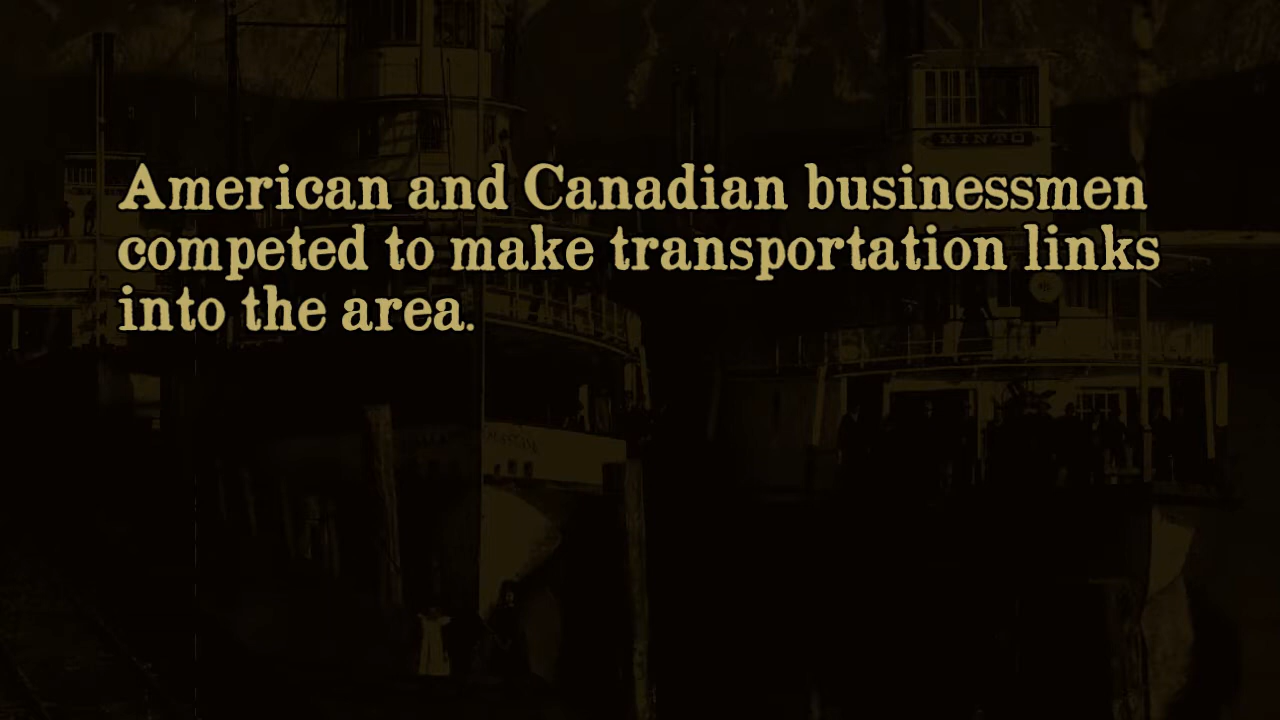 MINTO
American and Canadian businessmen
competed to make transportation links
into the area.